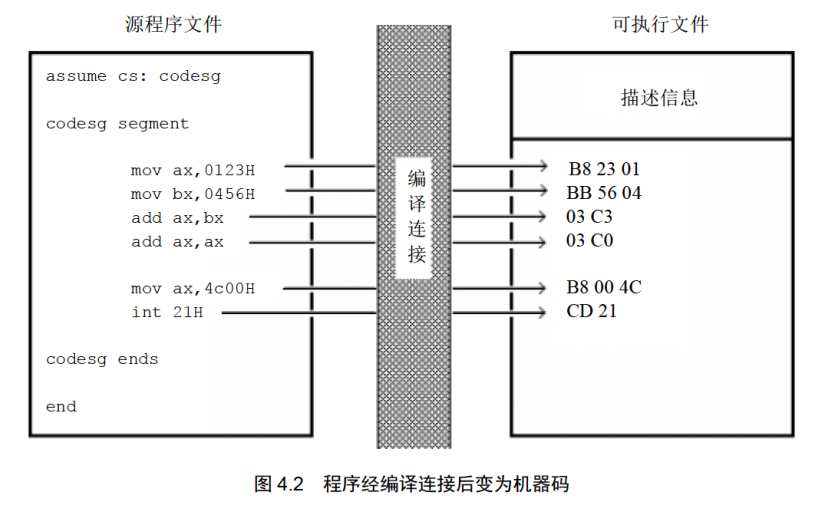 源程序文件
assume cs: codesg
codesg segment
mov ax,0123H
mov bx,0456H
add ax,bx
add ax,ax
mov ax,4c00H
int 21H
codesg ends
end
编
译
连
接
可执行文件
描述信息
B8 23 01
BB 56 04
03 C3
03 C0
B8 00 4C
CD 21
图 4.2 程序经编译连接后变为机器码